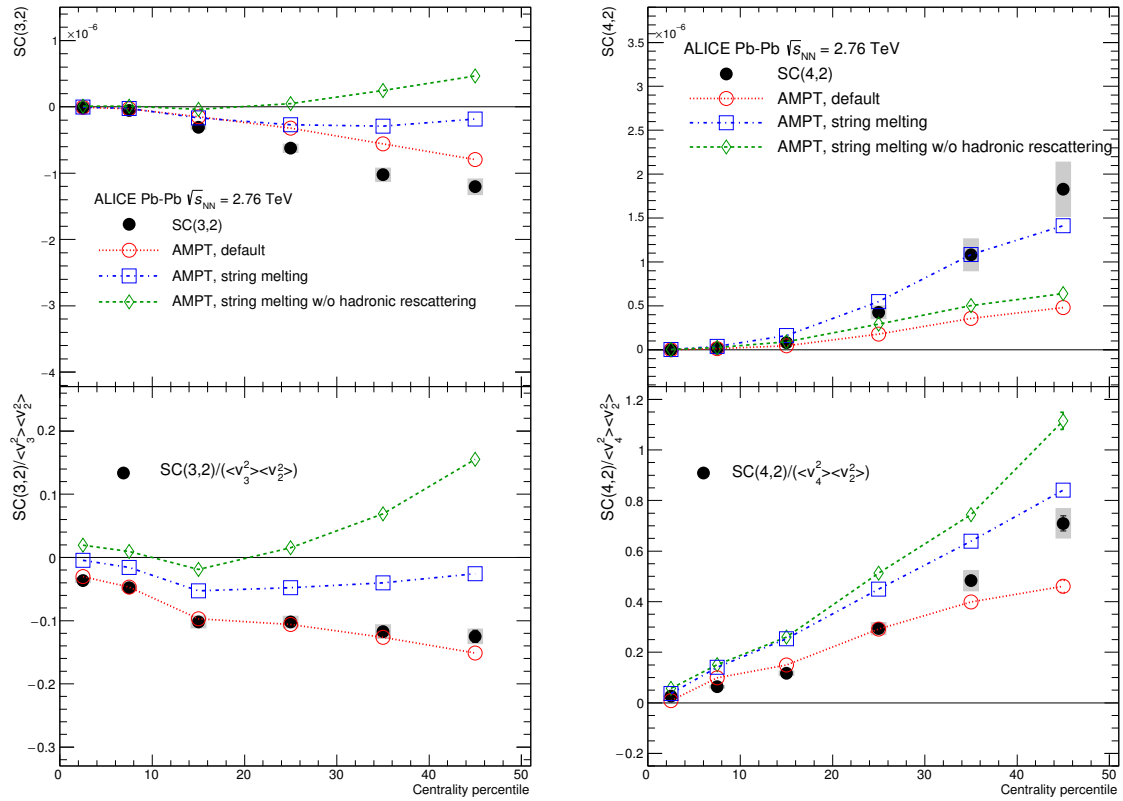 SC(3,2)
×10⁻⁶
1
0
−1
−2
−3
−4
ALICE Pb-Pb √s_NN = 2.76 TeV
SC(3,2)
AMPT, default
AMPT, string melting
AMPT, string melting w/o hadronic rescattering
SC(4,2)
×10⁻⁶
3.5
3
2.5
2
1.5
1
0.5
0
ALICE Pb-Pb √s_NN = 2.76 TeV
SC(4,2)
AMPT, default
AMPT, string melting
AMPT, string melting w/o hadronic rescattering
SC(3,2)/<v₃²><v₂²>
0.2
0.1
0
−0.1
−0.2
−0.3
SC(3,2)/(<v₃²><v₂²>)
0 10 20 30 40 50
Centrality percentile
SC(4,2)/<v₄²><v₂²>
1.2
1
0.8
0.6
0.4
0.2
0
−0.2
SC(4,2)/(<v₄²><v₂²>)
0 10 20 30 40 50
Centrality percentile